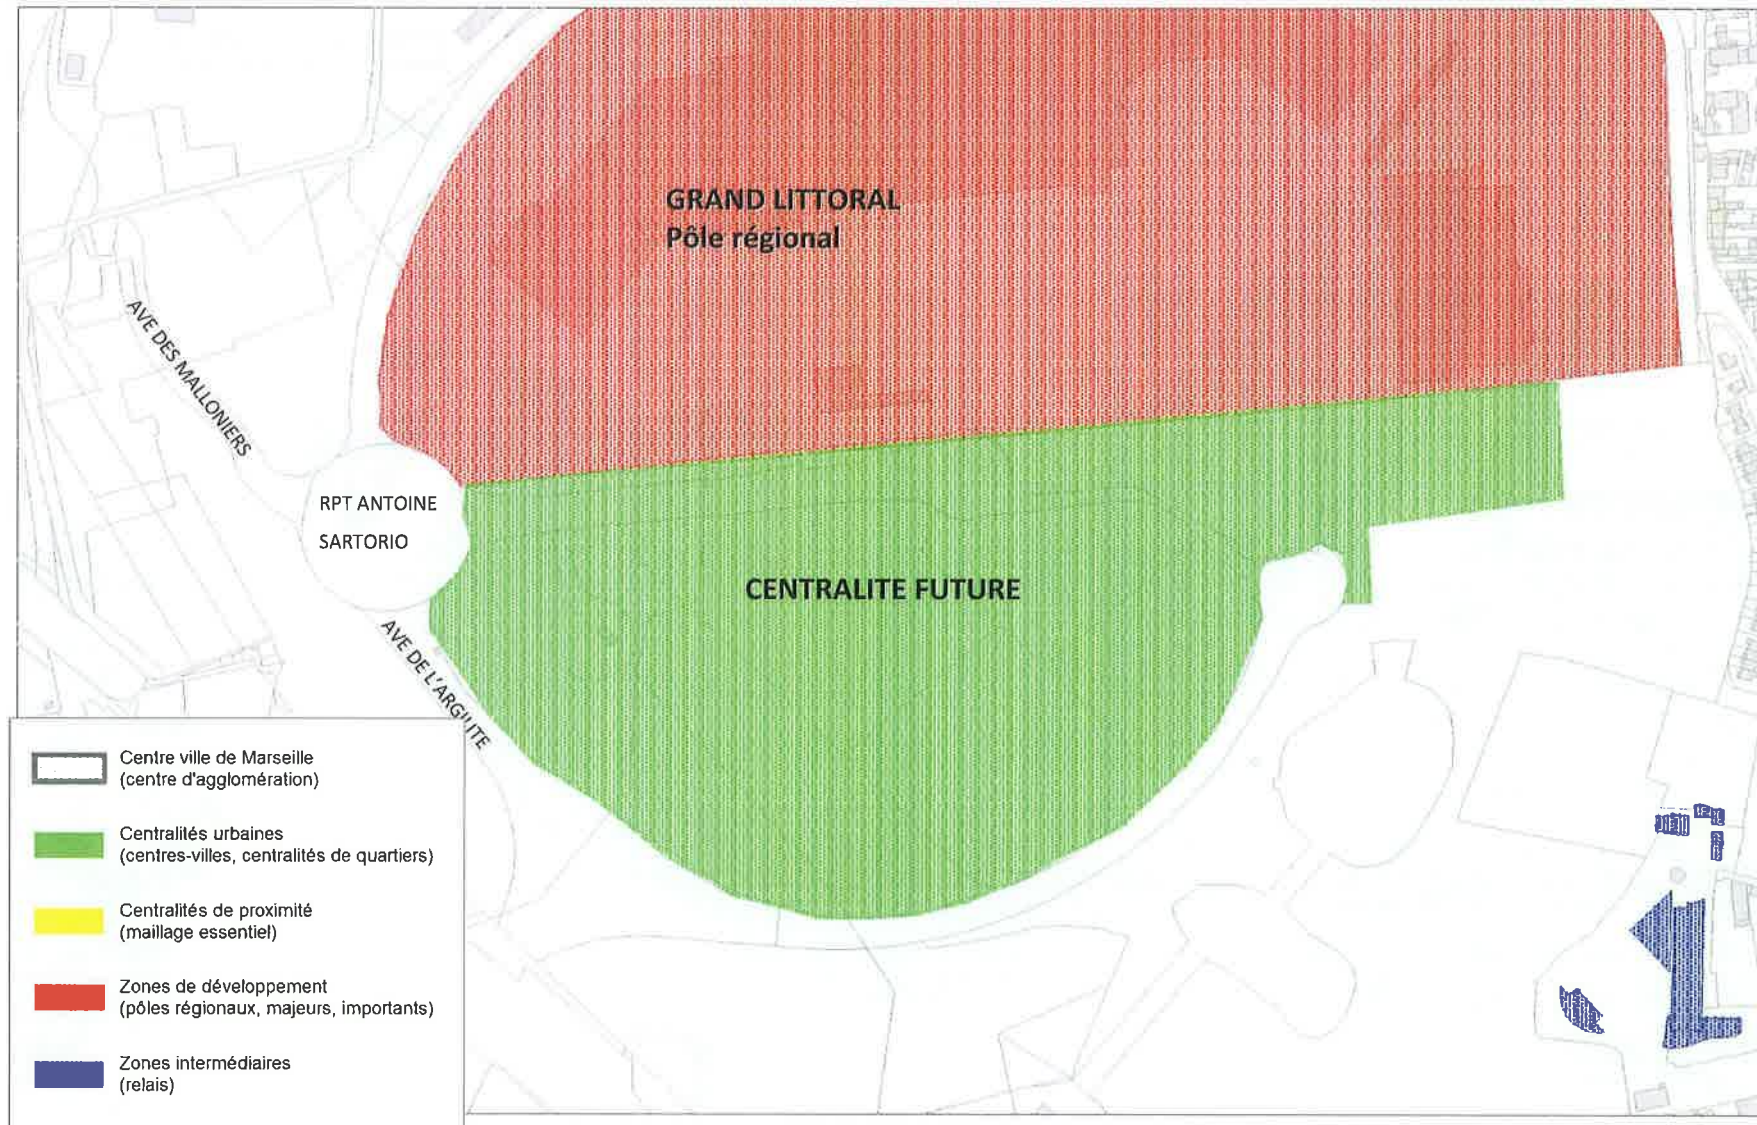 GRAND LITTORAL
Pôle régional
AVE DES MALLONIERS
RPT ANTOINE
SARTORIO
CENTRALITE FUTURE
AVE DE L'ARGILITE
Centre ville de Marseille
(centre d'agglomération)
Centralités urbaines
(centres-villes, centralités de quartiers)
Centralités de proximité
(maillage essentiel)
Zones de développement
(pôles régionaux, majeurs, importants)
Zones intermédiaires
(relais)